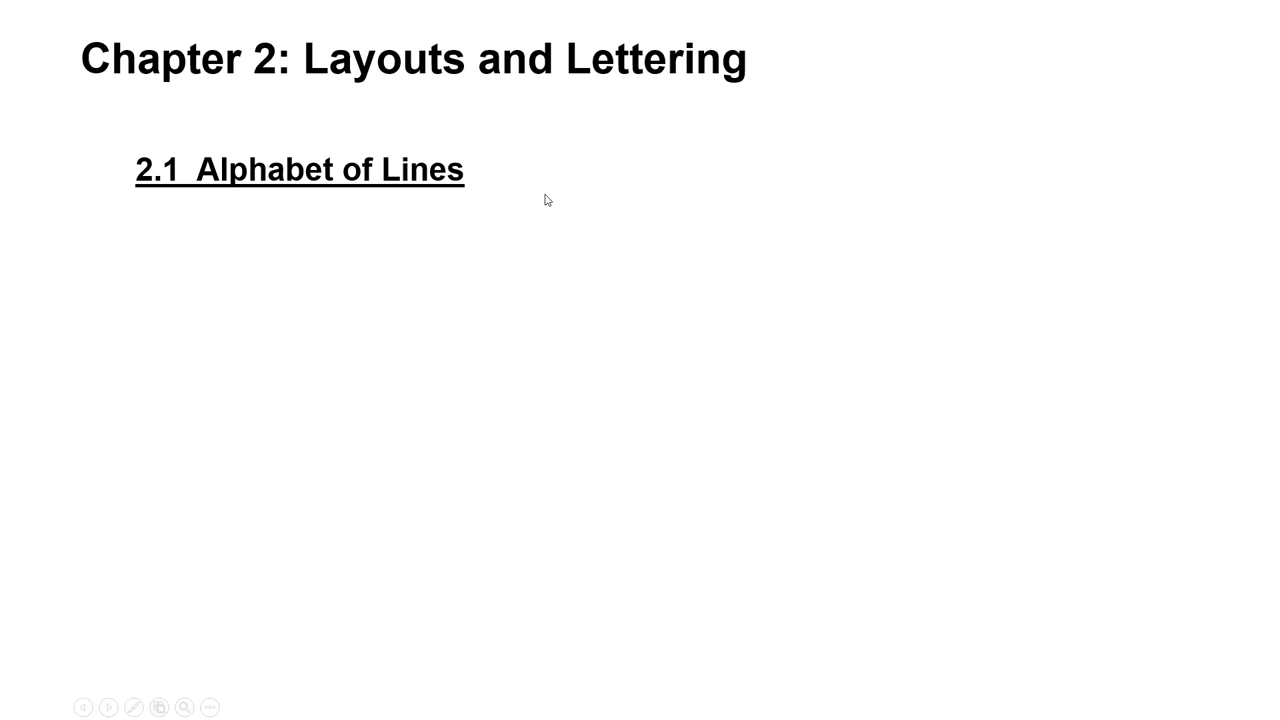 Chapter 2: Layouts and Lettering
2.1 Alphabet of Lines